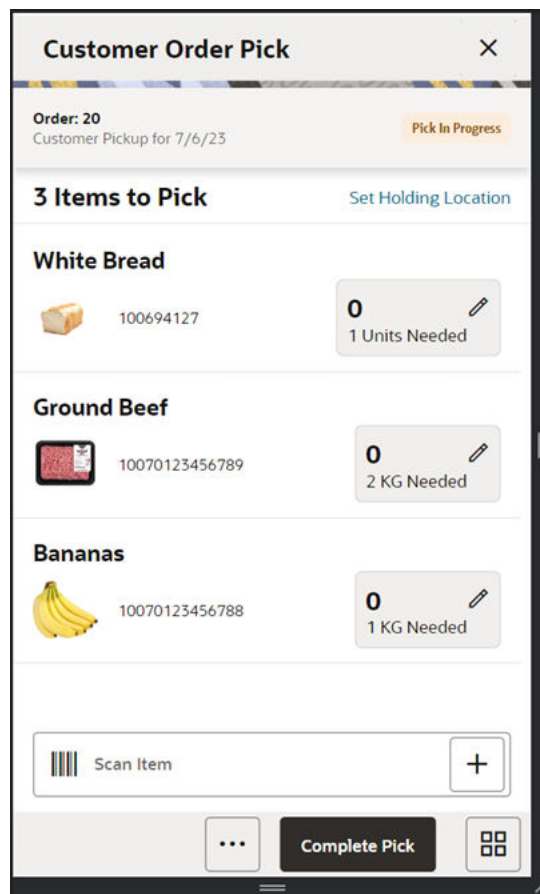 Customer Order Pick
Order: 20
Customer Pickup for 7/6/23
Pick In Progress
3 Items to Pick
Set Holding Location
White Bread
100694127
0
1 Units Needed
Ground Beef
10070123456789
0
2 KG Needed
Bananas
10070123456788
0
1 KG Needed
Scan Item
Complete Pick